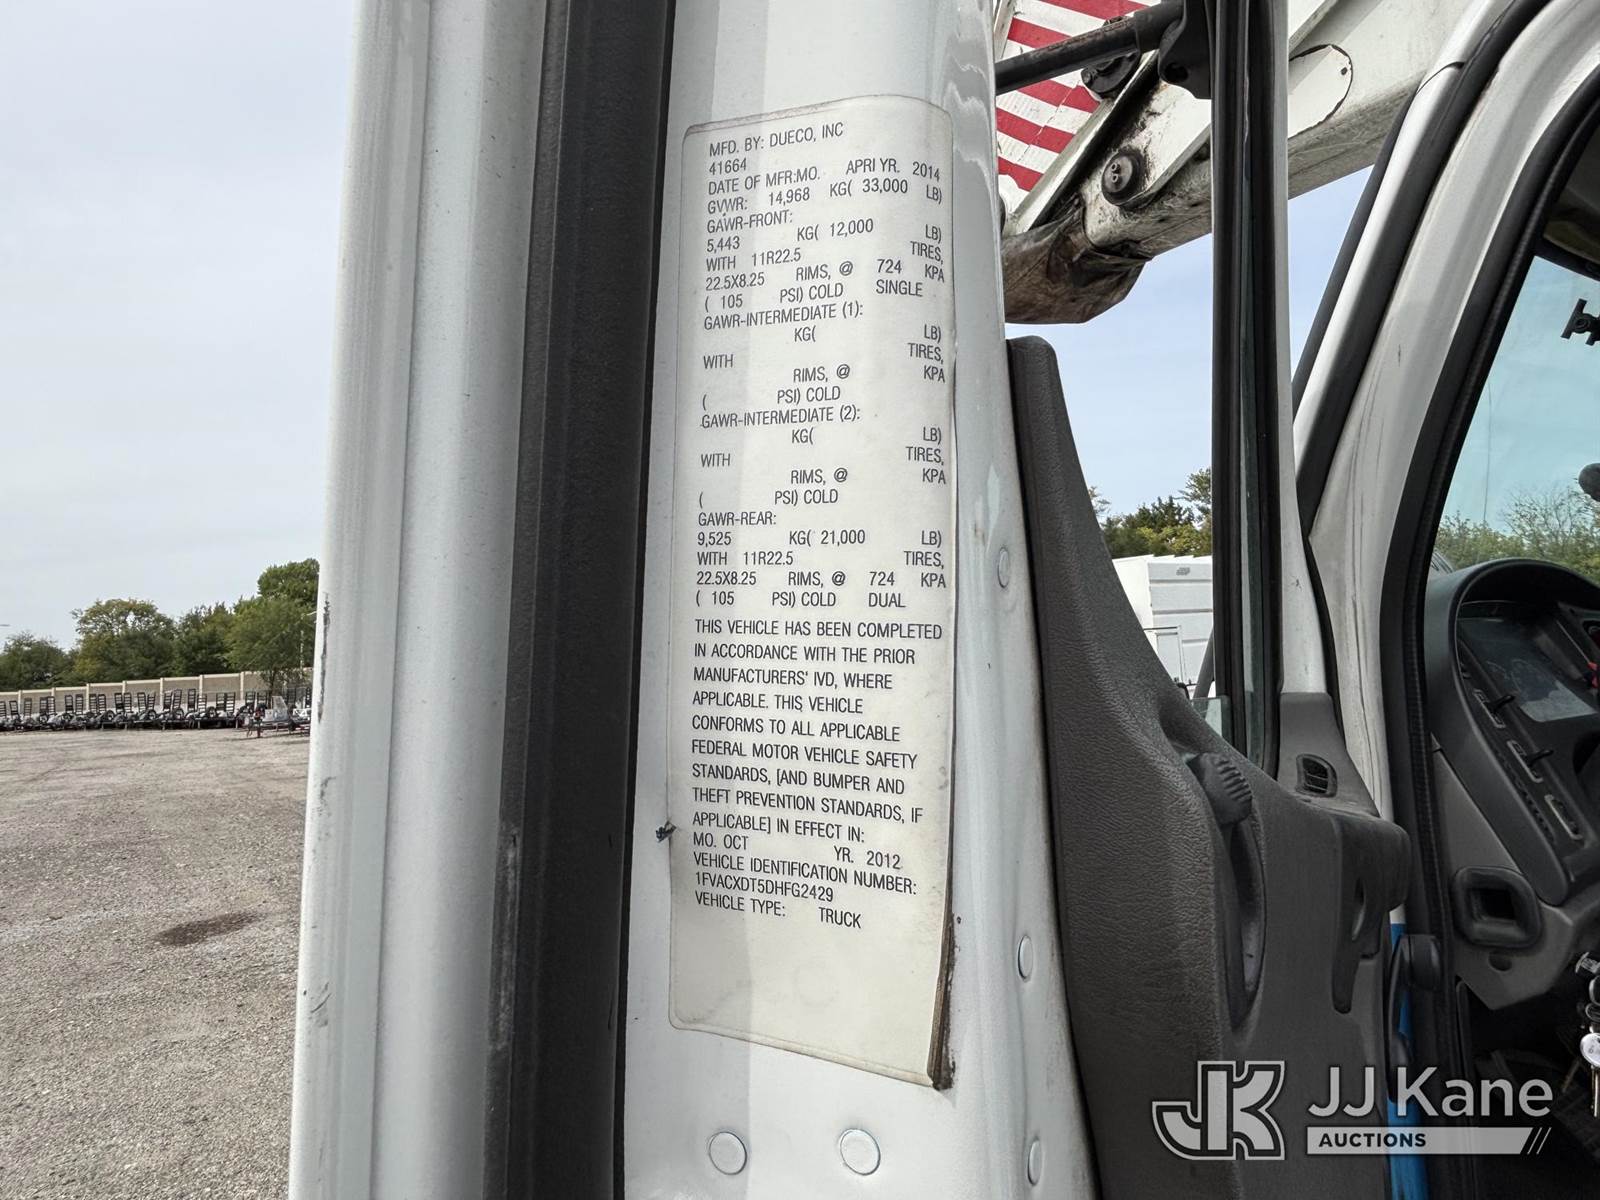 MFD. BY: DUECO, INC
41664
DATE OF MFR:MO. APRI YR. 2014
GVWR: 14,968 KG( 33,000 LB)
GAWR-FRONT:
5,443 KG( 12,000 LB)
WITH 11R22.5 TIRES,
22.5X8.25 RIMS, @ 724 KPA
( 105 PSI) COLD SINGLE
GAWR-INTERMEDIATE (1):
KG( LB)
WITH TIRES,
RIMS, @ KPA
( PSI) COLD
GAWR-INTERMEDIATE (2):
KG( LB)
WITH TIRES,
RIMS, @ KPA
( PSI) COLD
GAWR-REAR:
9,525 KG( 21,000 LB)
WITH 11R22.5 TIRES,
22.5X8.25 RIMS, @ 724 KPA
( 105 PSI) COLD DUAL
THIS VEHICLE HAS BEEN COMPLETED
IN ACCORDANCE WITH THE PRIOR
MANUFACTURERS' IVD, WHERE
APPLICABLE. THIS VEHICLE
CONFORMS TO ALL APPLICABLE
FEDERAL MOTOR VEHICLE SAFETY
STANDARDS, [AND BUMPER AND
THEFT PREVENTION STANDARDS, IF
APPLICABLE] IN EFFECT IN:
MO. OCT YR. 2012
VEHICLE IDENTIFICATION NUMBER:
1FVACXDT5DHFG2429
VEHICLE TYPE: TRUCK
JK JJ Kane
AUCTIONS